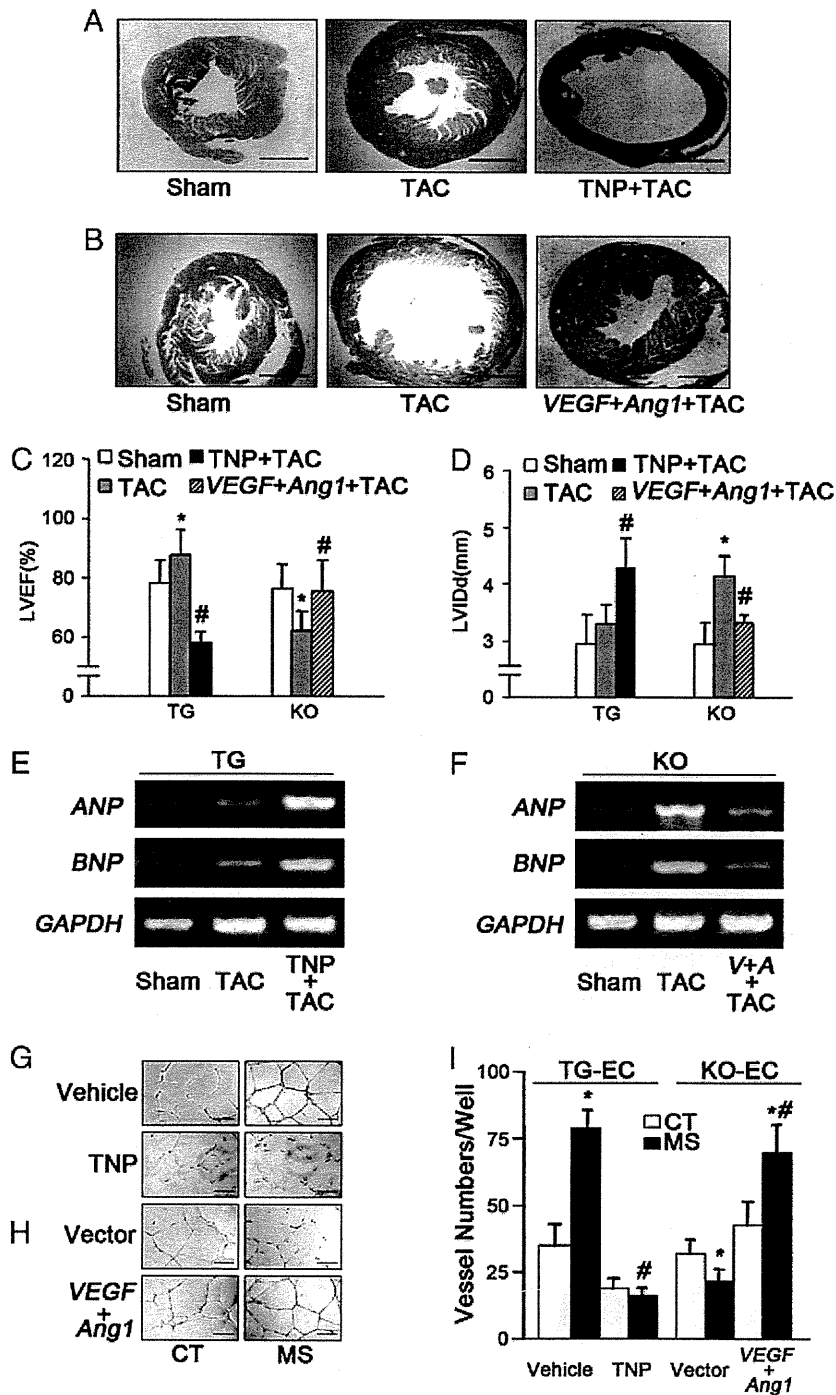 A
Sham TAC TNP+TAC
B
Sham TAC VEGF+Ang1+TAC
C
120
100
80
60
0
LVEF(%)
Sham TNP+TAC
TAC VEGF+Ang1+TAC
*
#
*
#
TG KO
D
6
5
4
3
0
LVIDd(mm)
Sham TNP+TAC
TAC VEGF+Ang1+TAC
#
*
#
TG KO
E
TG
ANP
BNP
GAPDH
Sham TAC TNP
+
TAC
F
KO
ANP
BNP
GAPDH
Sham TAC V+A
+
TAC
G
Vehicle
TNP
H
Vector
VEGF
+
Ang1
CT MS
I
TG-EC KO-EC
100
75
50
25
0
Vessel Numbers/Well
CT
MS
*
#
*
*#
Vehicle TNP Vector VEGF
+
Ang1